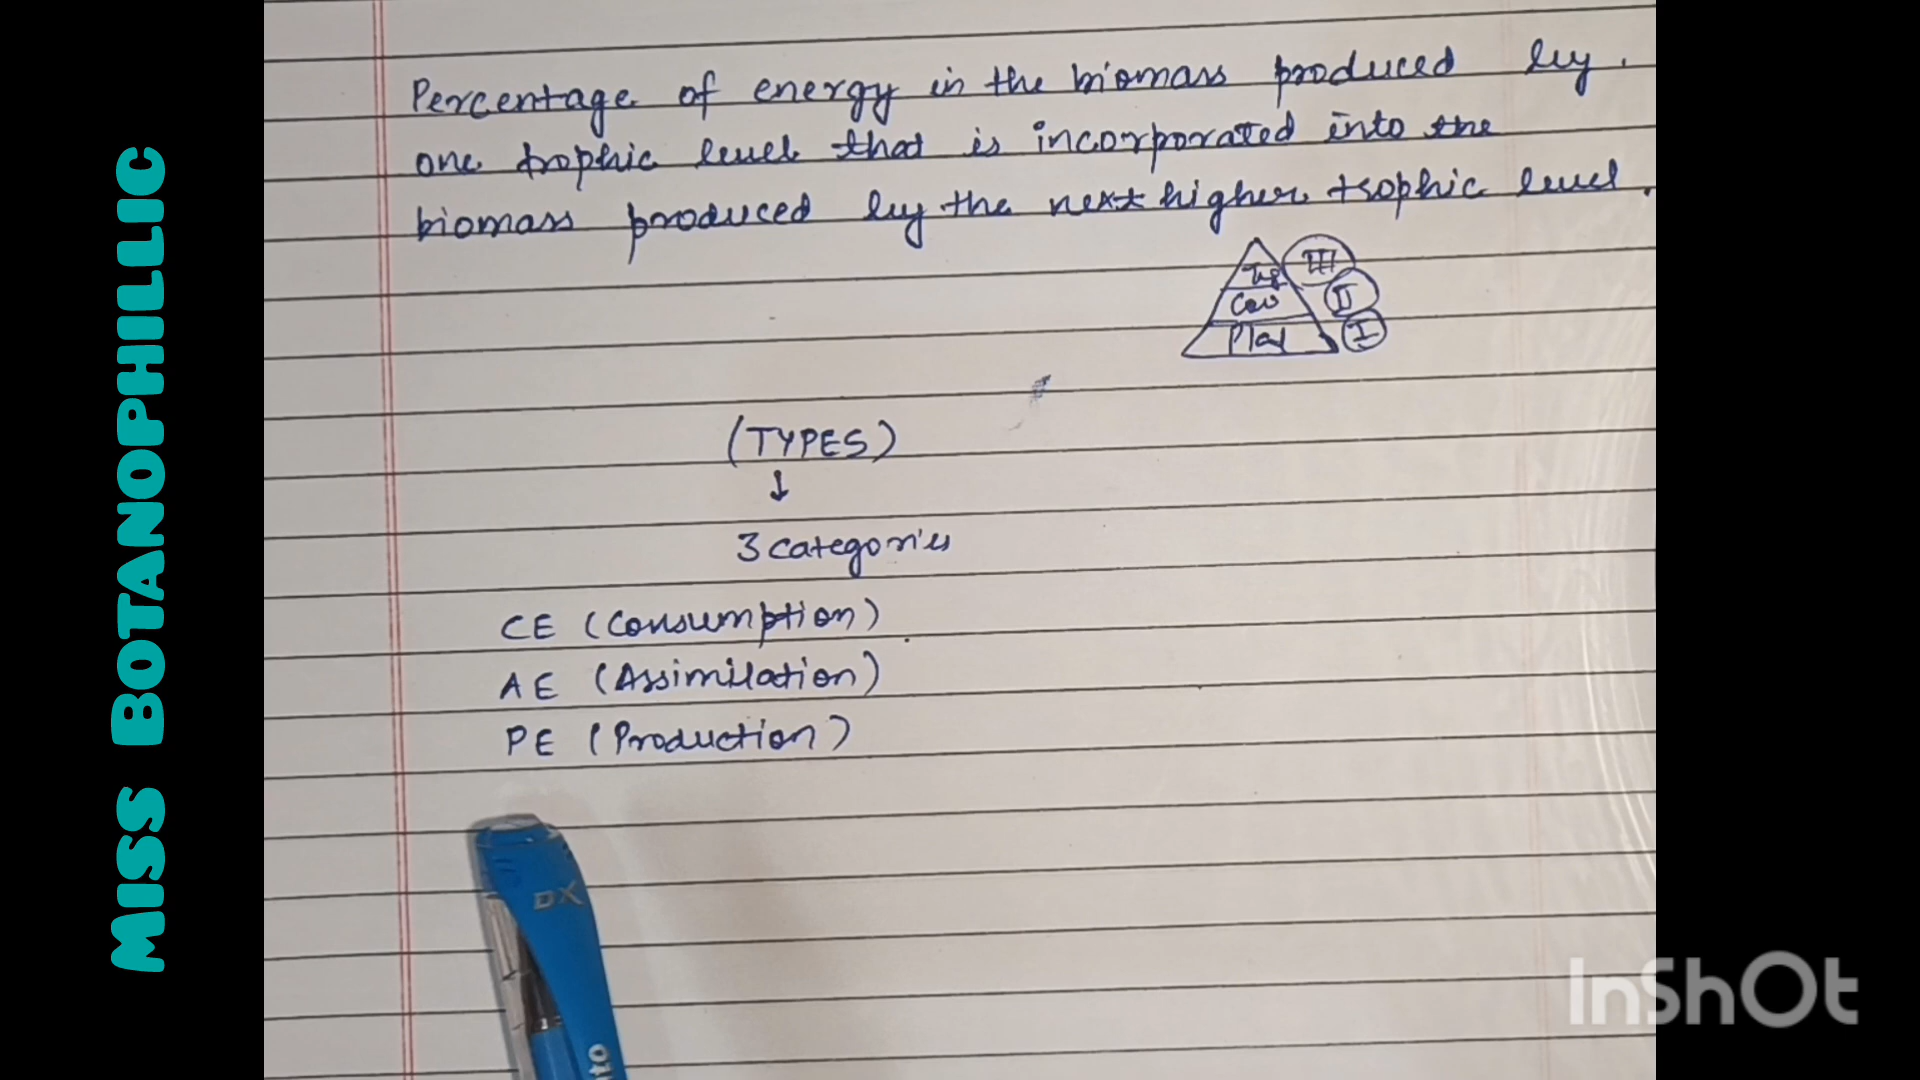 MISS BOTANOPHILLIC
Percentage of energy in the biomass produced by
one trophic level that is incorporated into the
biomass produced by the next higher trophic level.
III
Cow II
I
(TYPES)
↓
3 categories
CE (Consumption)
AE (Assimilation)
PE (Production)
DX
InShOt